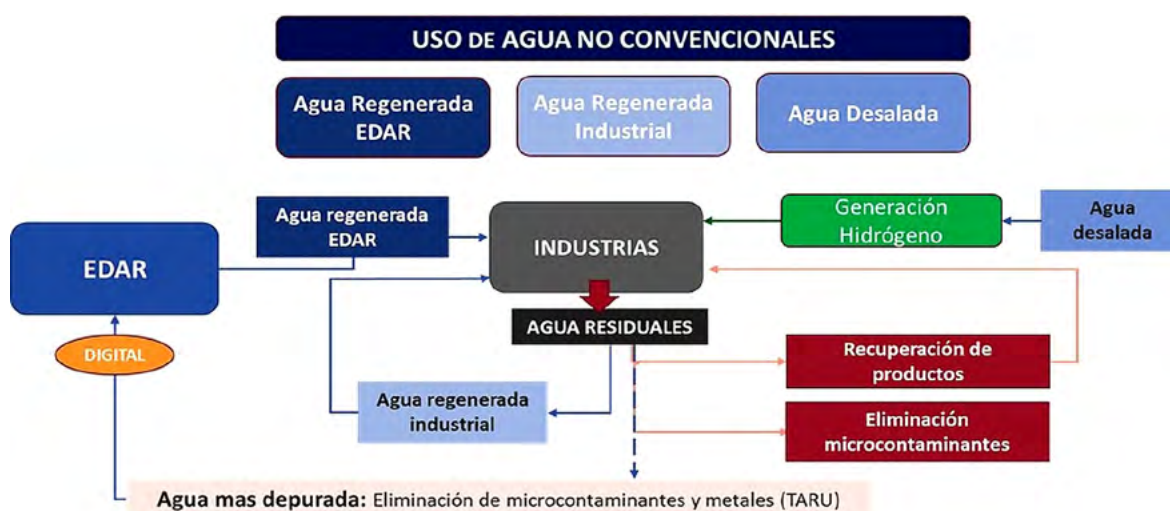 USO DE AGUA NO CONVENCIONALES
Agua Regenerada
EDAR
Agua Regenerada
Industrial
Agua Desalada
Agua regenerada
EDAR
INDUSTRIAS
Generación
Hidrógeno
Agua
desalada
EDAR
AGUA RESIDUALES
DIGITAL
Recuperación de
productos
Agua regenerada
industrial
Eliminación
microcontaminantes
Agua mas depurada: Eliminación de microcontaminantes y metales (TARU)